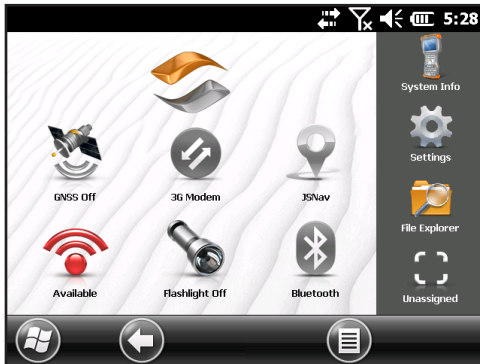 5:28
System Info
GNSS Off
3G Modem
JSNav
Settings
File Explorer
Available
Flashlight Off
Bluetooth
Unassigned